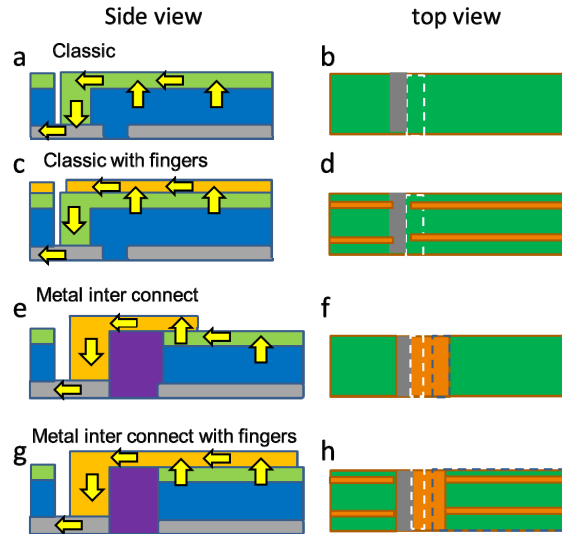 Side view
top view
Classic
a
b
Classic with fingers
c
d
Metal inter connect
e
f
Metal inter connect with fingers
g
h